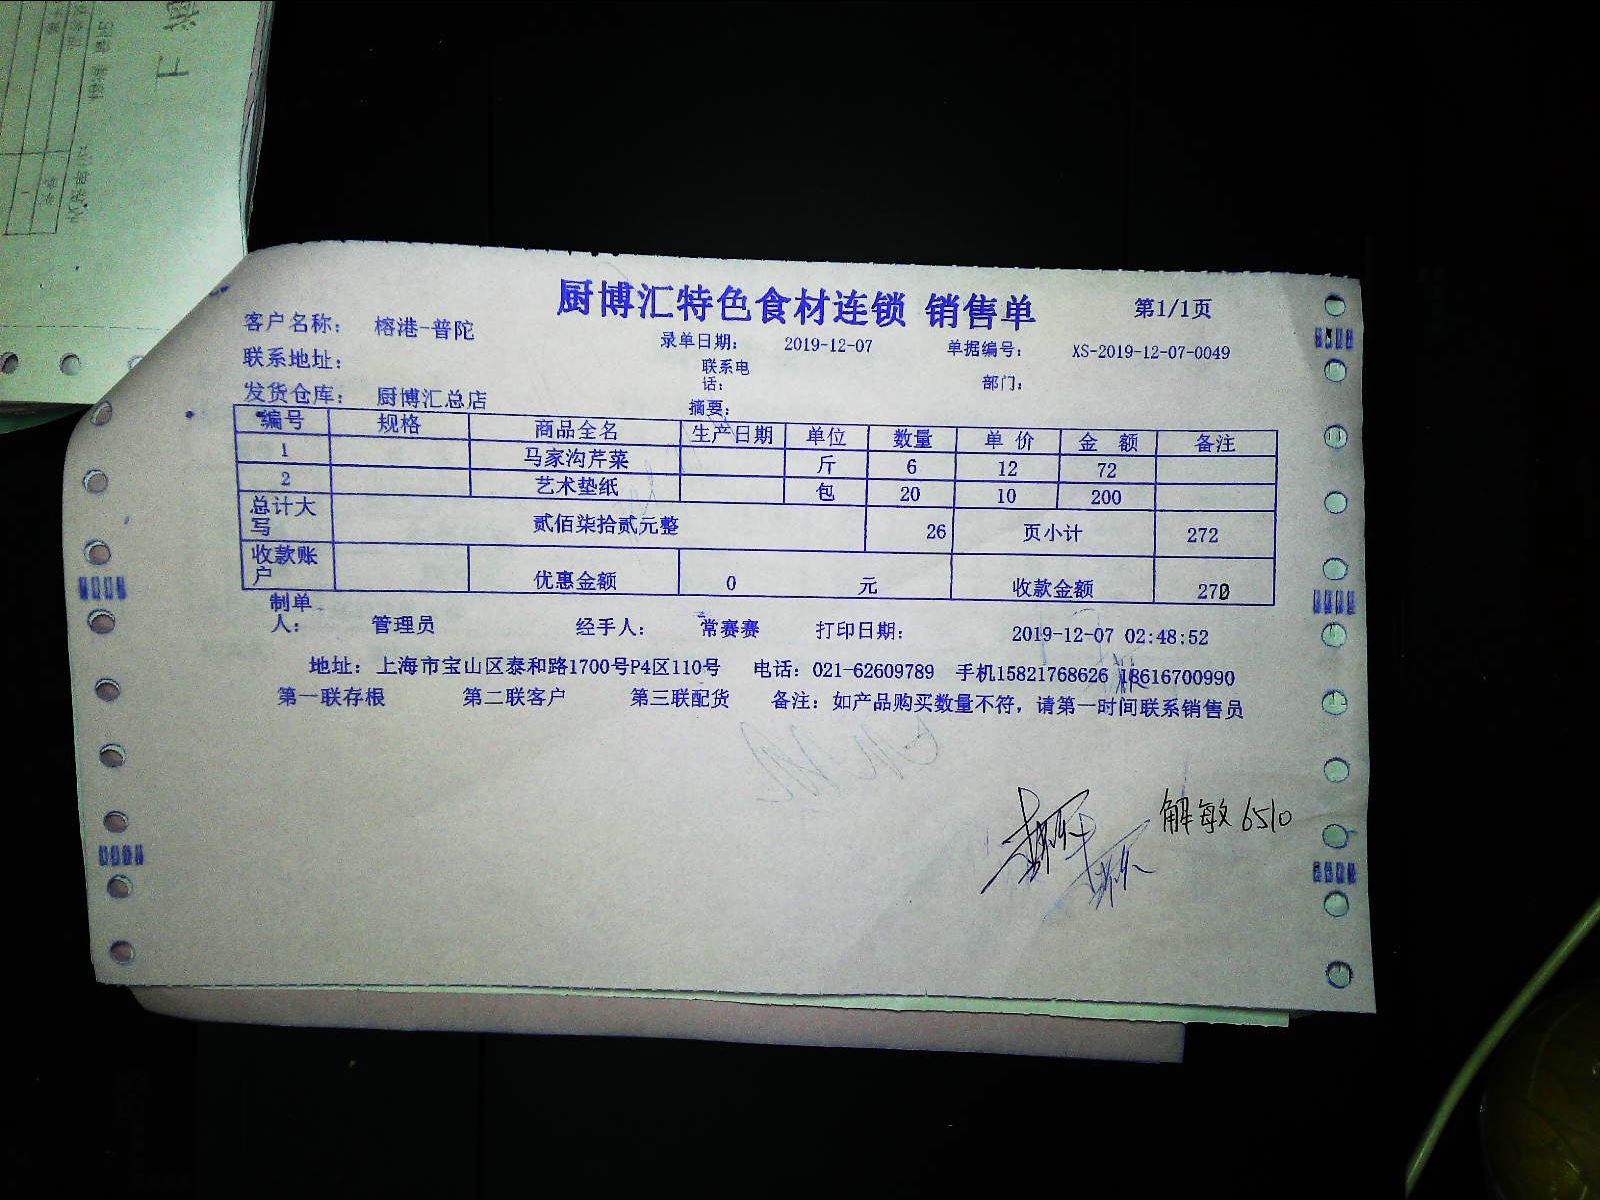 厨博汇特色食材连锁 销售单 第1/1页
客户名称： 榕港-普陀 录单日期： 2019-12-07 单据编号： XS-2019-12-07-0049
联系地址： 联系电话： 部门：
发货仓库： 厨博汇总店 摘要：
编号 规格 商品全名 生产日期 单位 数量 单 价 金 额 备注
1 马家沟芹菜 斤 6 12 72
2 艺术垫纸 包 20 10 200
总计大写 贰佰柒拾贰元整 26 页小计 272
收款账户 优惠金额 0 元 收款金额
制单人： 管理员 经手人： 常赛赛 打印日期： 2019-12-07 02:48:52
地址：上海市宝山区泰和路1700号P4区110号 电话：021-62609789 手机15821768626 18616700990
第一联存根 第二联客户 第三联配货 备注：如产品购买数量不符，请第一时间联系销售员
解敏 6510